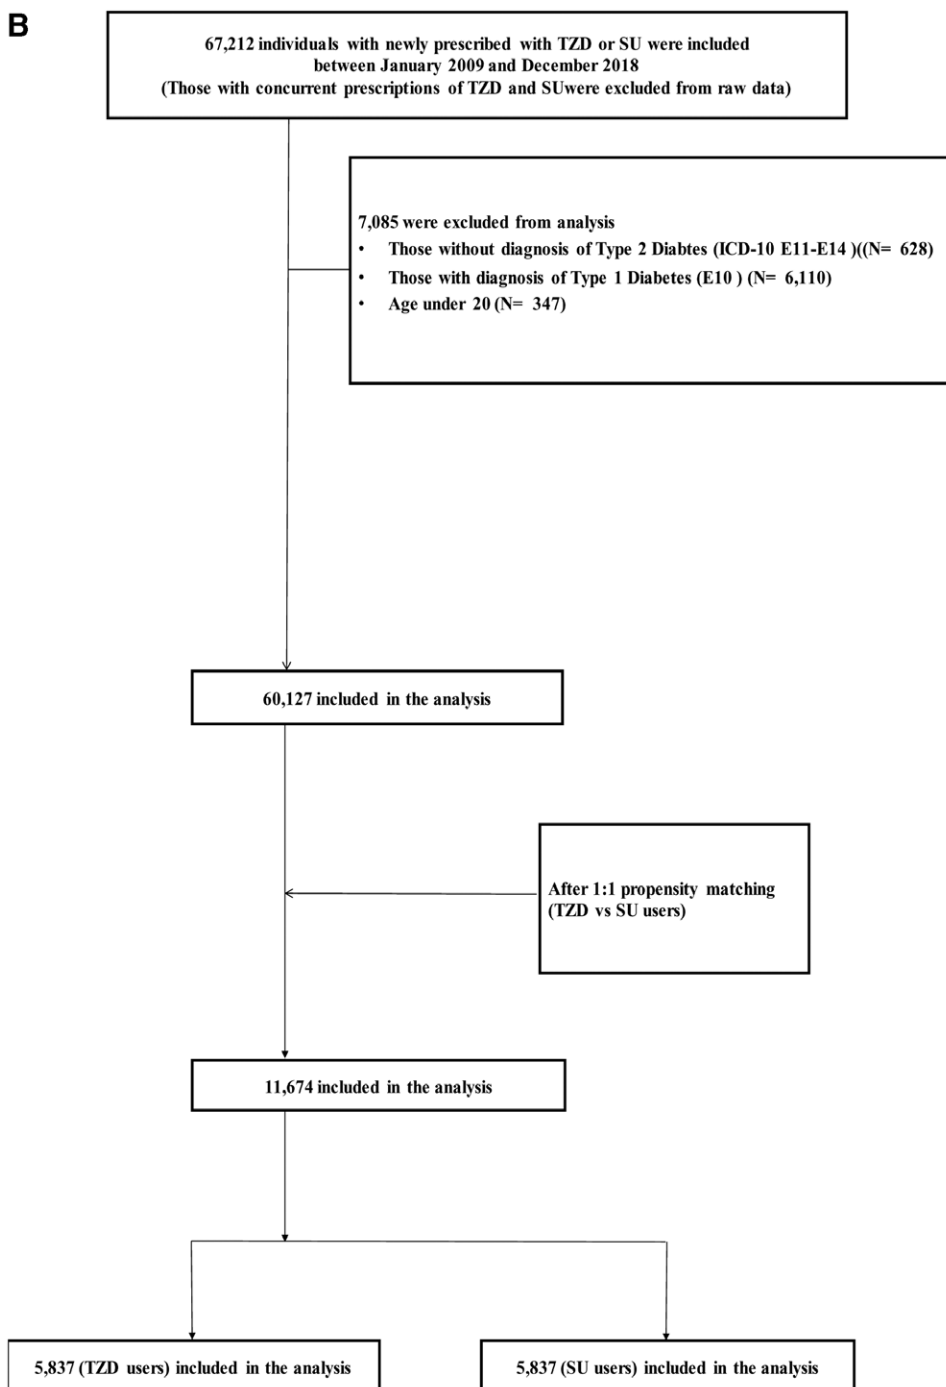 B
67,212 individuals with newly prescribed with TZD or SU were included
between January 2009 and December 2018
(Those with concurrent prescriptions of TZD and SUwere excluded from raw data)
7,085 were excluded from analysis
• Those without diagnosis of Type 2 Diabtes (ICD-10 E11-E14 )((N= 628)
• Those with diagnosis of Type 1 Diabetes (E10 ) (N= 6,110)
• Age under 20 (N= 347)
60,127 included in the analysis
After 1:1 propensity matching
(TZD vs SU users)
11,674 included in the analysis
5,837 (TZD users) included in the analysis
5,837 (SU users) included in the analysis